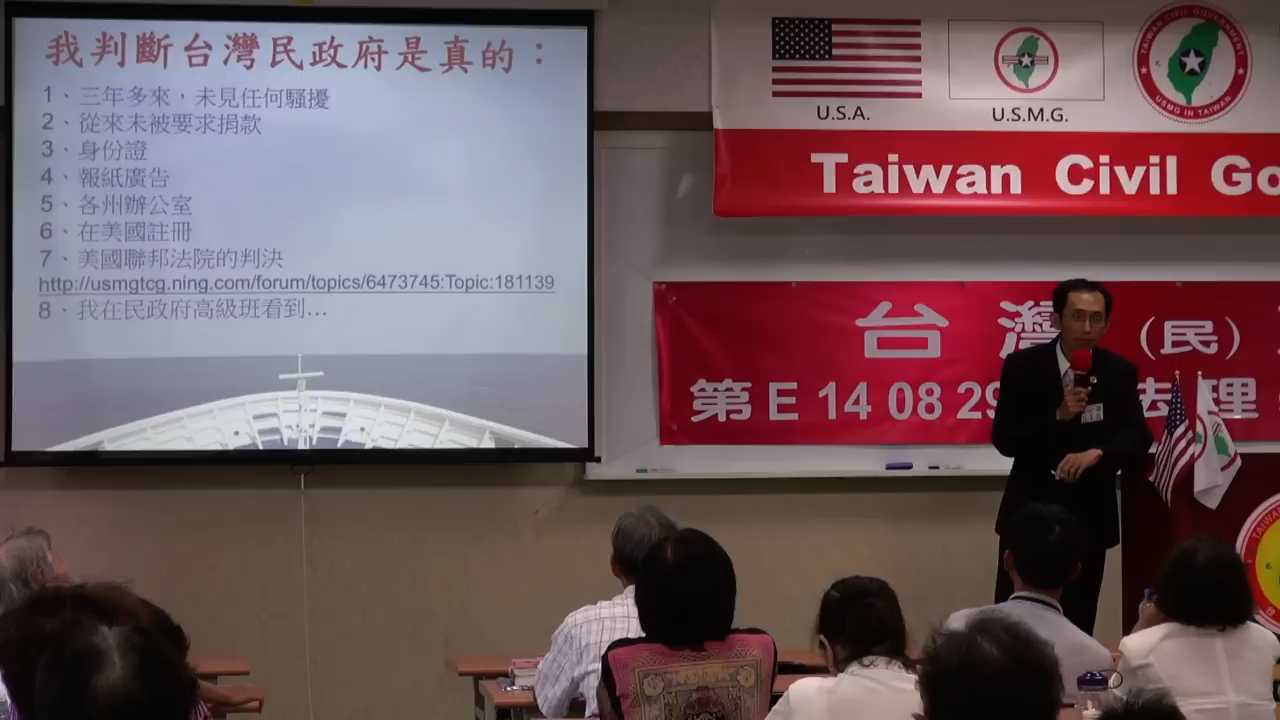 我判斷台灣民政府是真的：
1、三年多來，未見任何騷擾
2、從來未被要求捐款
3、身份證
4、報紙廣告
5、各州辦公室
6、在美國註冊
7、美國聯邦法院的判決
http://usmgtcg.ning.com/forum/topics/6473745:Topic:181139
8、我在民政府高級班看到...
U.S.A.
U.S.M.G.
TAIWAN CIVIL GOVERNMENT
USMG IN TAIWAN
Taiwan Civil Go
台灣（民）
第E 14 08 29 法理